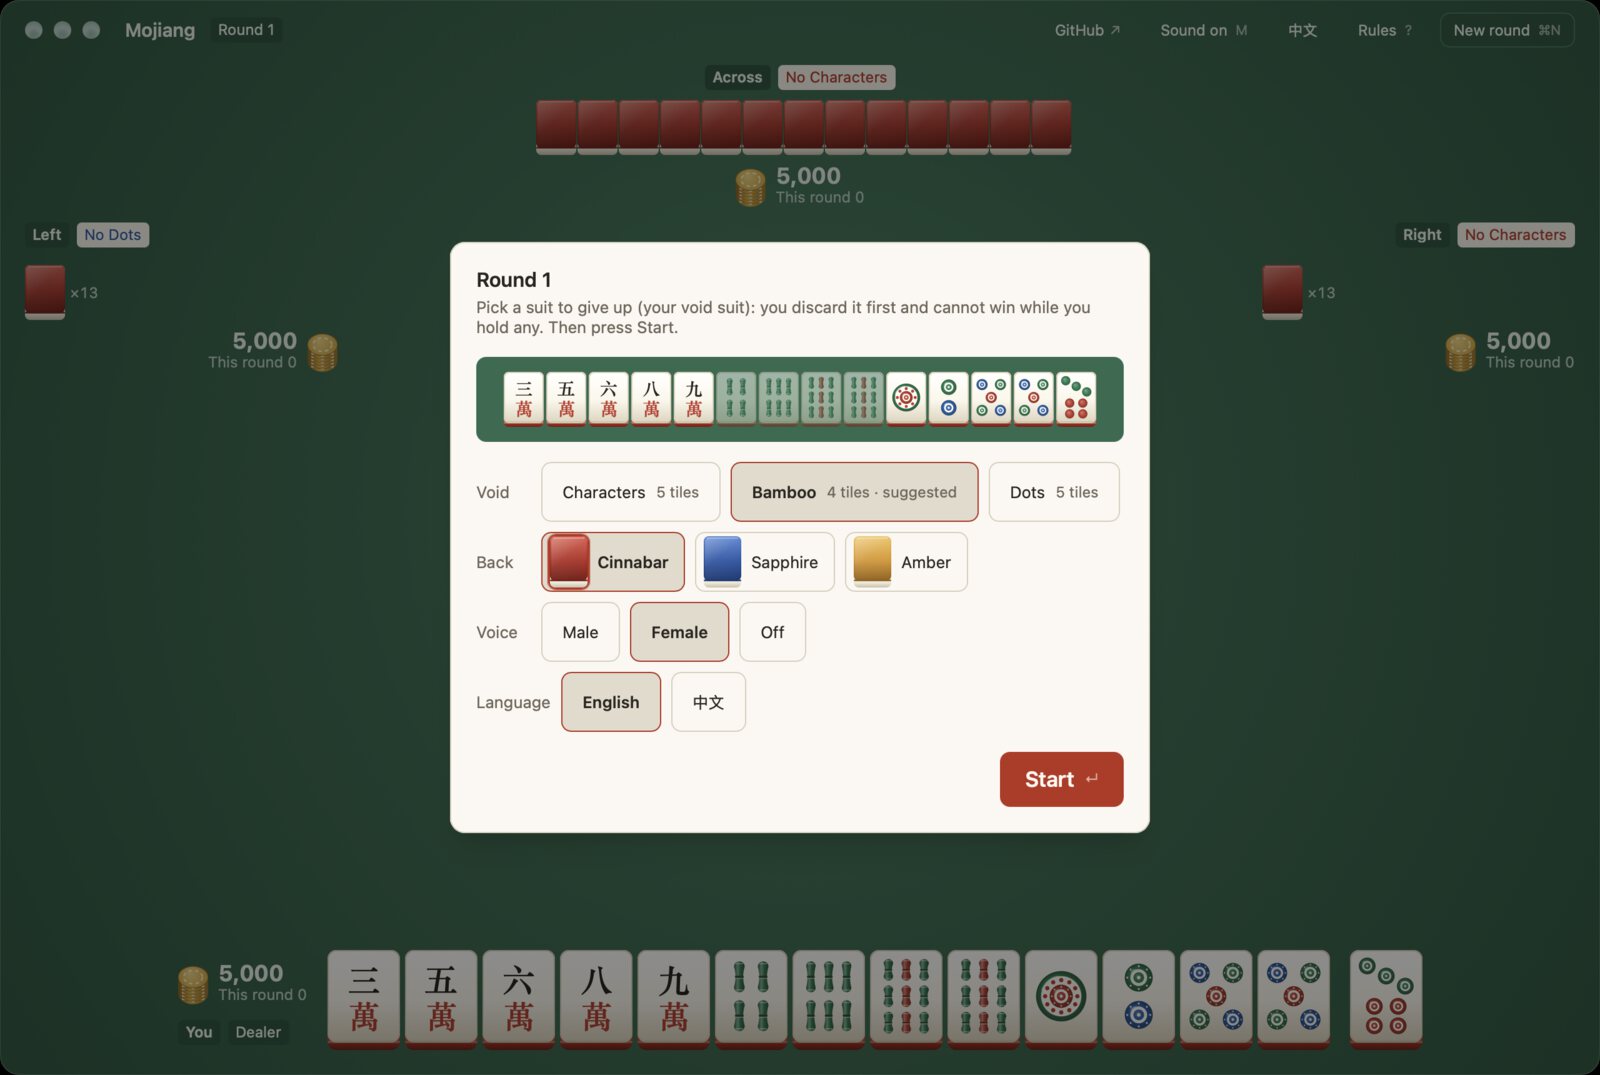 Mojiang Round 1 GitHub ↗ Sound on M 中文 Rules ? New round ⌘N
Across No Characters
5,000
This round 0
Left No Dots
Right No Characters
×13
×13
5,000
This round 0
5,000
This round 0
Round 1
Pick a suit to give up (your void suit): you discard it first and cannot win while you
hold any. Then press Start.
三 五 六 八 九
萬 萬 萬 萬 萬
Void Characters 5 tiles Bamboo 4 tiles · suggested Dots 5 tiles
Back Cinnabar Sapphire Amber
Voice Male Female Off
Language English 中文
Start ↵
5,000
This round 0
You Dealer
三 五 六 八 九
萬 萬 萬 萬 萬